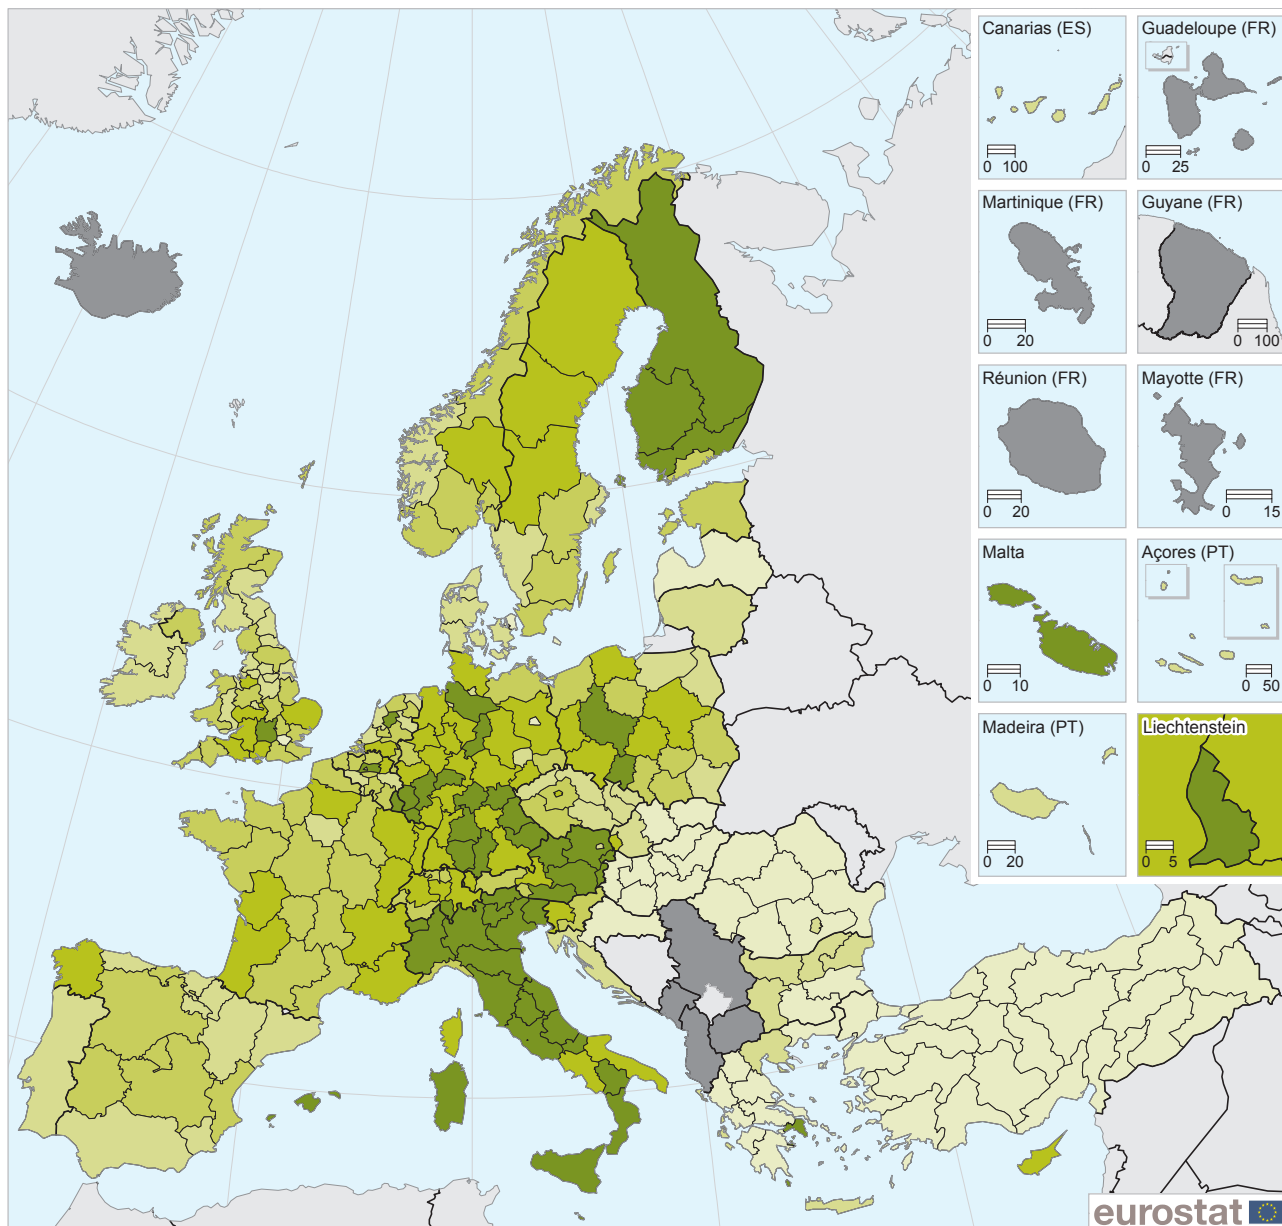 Canarias (ES)
0 100
Guadeloupe (FR)
0 25
Martinique (FR)
0 20
Guyane (FR)
0 100
Réunion (FR)
0 20
Mayotte (FR)
0 15
Malta
0 10
Açores (PT)
0 50
Madeira (PT)
0 20
Liechtenstein
0 5
eurostat